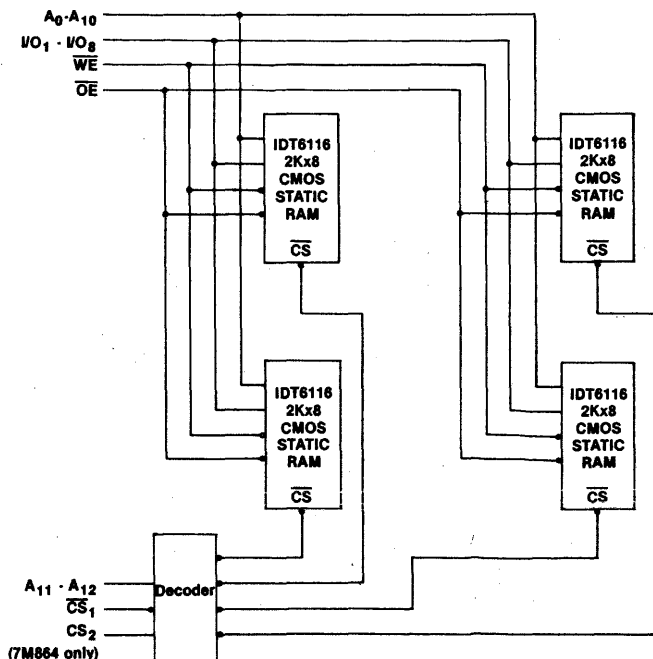 A0-A10
I/O1 - I/O8
WE
OE
IDT6116
2Kx8
CMOS
STATIC
RAM
CS
IDT6116
2Kx8
CMOS
STATIC
RAM
CS
IDT6116
2Kx8
CMOS
STATIC
RAM
CS
IDT6116
2Kx8
CMOS
STATIC
RAM
CS
Decoder
A11 - A12
CS1
CS2
(7M864 only)